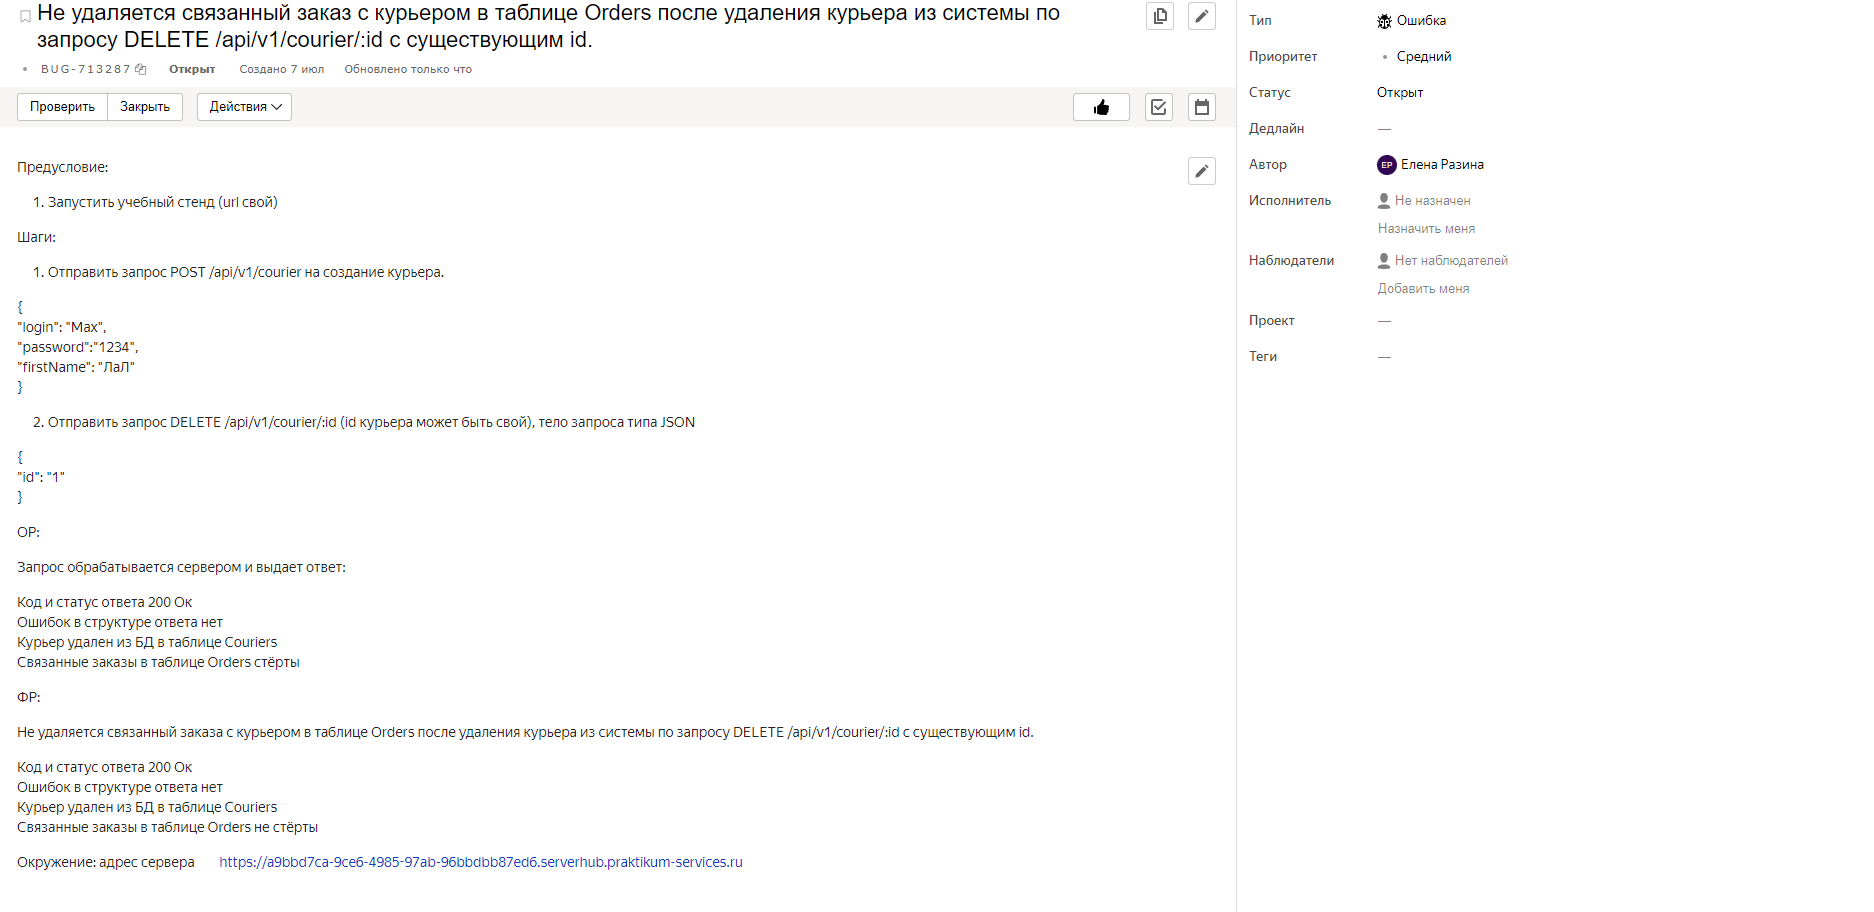 Не удаляется связанный заказ с курьером в таблице Orders после удаления курьера из системы по
запросу DELETE /api/v1/courier/:id с существующим id.
BUG-713287 Открыт Создано 7 июл Обновлено только что
Проверить Закрыть Действия
Предусловие:
1. Запустить учебный стенд (url свой)
Шаги:
1. Отправить запрос POST /api/v1/courier на создание курьера.
{
"login": "Max",
"password":"1234",
"firstName": "ЛаЛ"
}
2. Отправить запрос DELETE /api/v1/courier/:id (id курьера может быть свой), тело запроса типа JSON
{
"id": "1"
}
ОР:
Запрос обрабатывается сервером и выдает ответ:
Код и статус ответа 200 Ок
Ошибок в структуре ответа нет
Курьер удален из БД в таблице Couriers
Связанные заказы в таблице Orders стёрты
ФР:
Не удаляется связанный заказа с курьером в таблице Orders после удаления курьера из системы по запросу DELETE /api/v1/courier/:id с существующим id.
Код и статус ответа 200 Ок
Ошибок в структуре ответа нет
Курьер удален из БД в таблице Couriers
Связанные заказы в таблице Orders не стёрты
Окружение: адрес сервера https://a9bbd7ca-9ce6-4985-97ab-96bbdbb87ed6.serverhub.praktikum-services.ru
Тип Ошибка
Приоритет Средний
Статус Открыт
Дедлайн —
Автор ЕР Елена Разина
Исполнитель Не назначен
Назначить меня
Наблюдатели Нет наблюдателей
Добавить меня
Проект —
Теги —